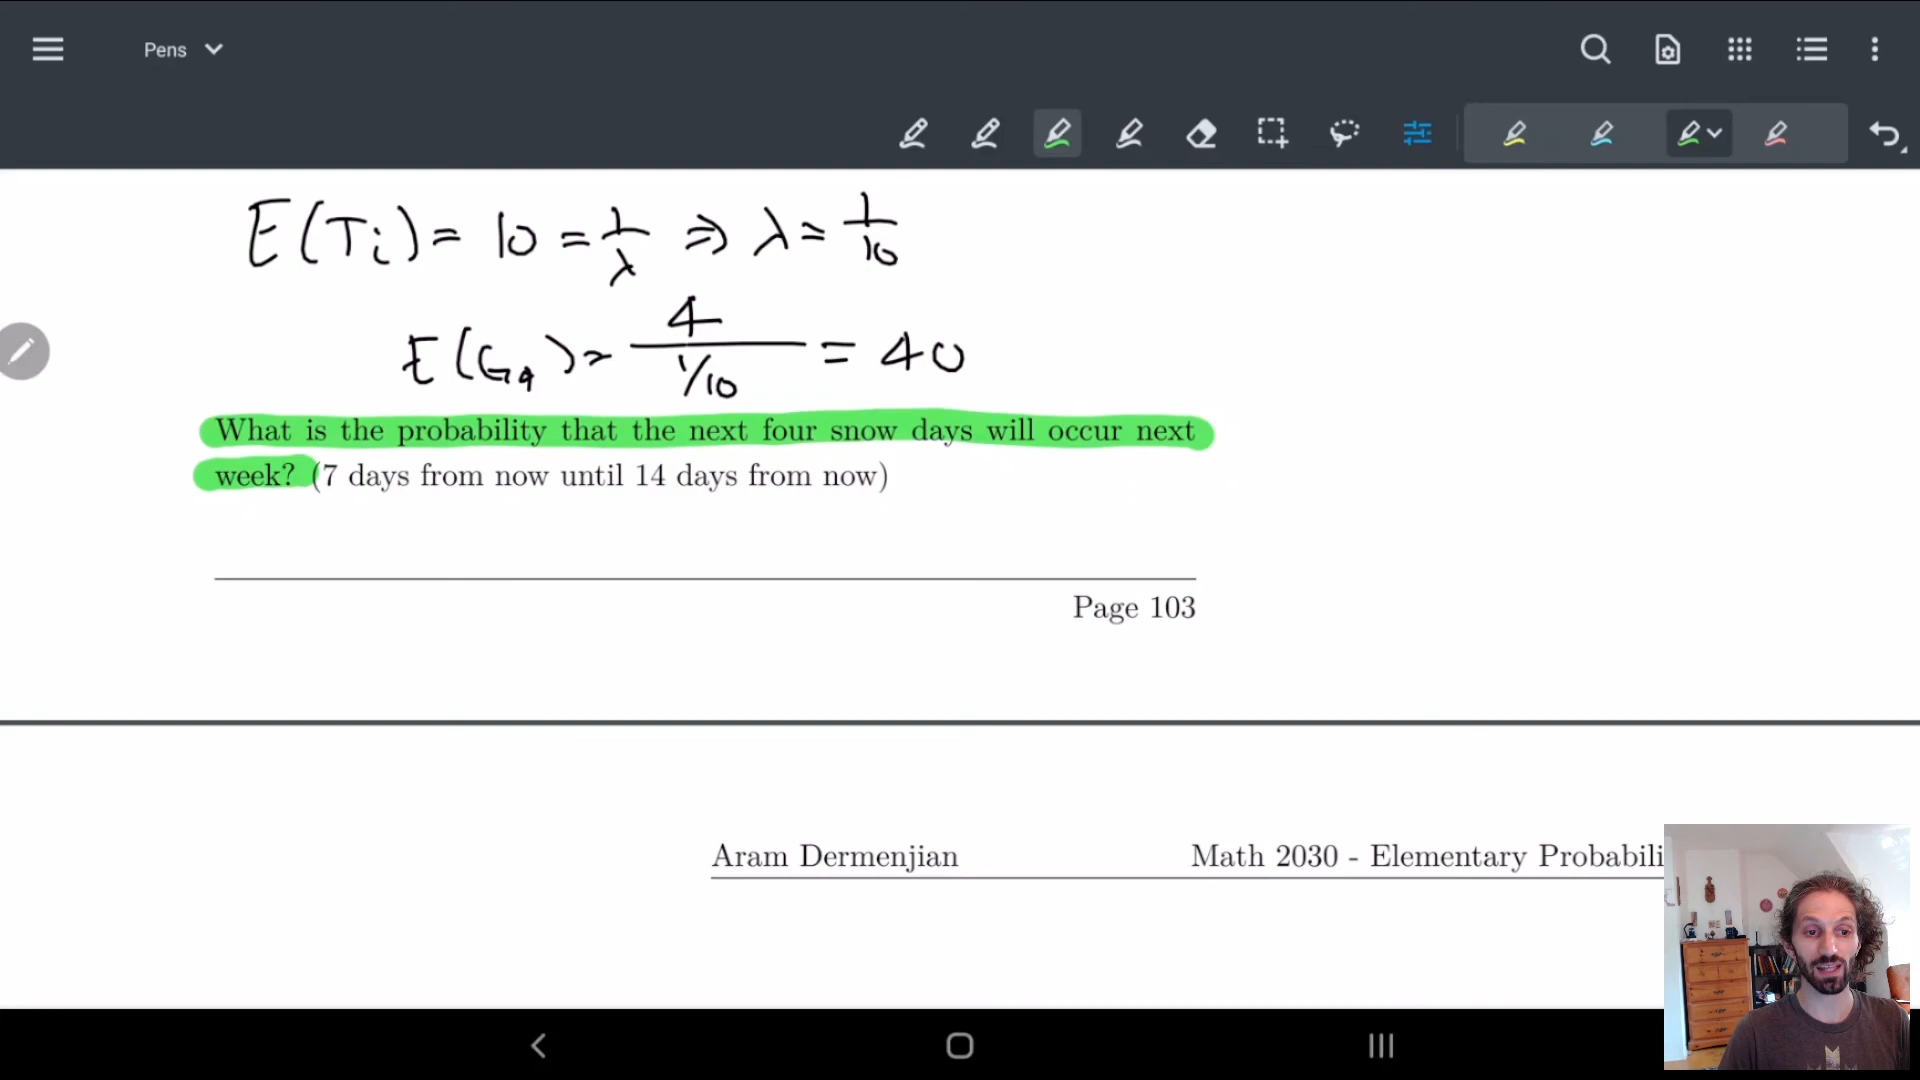 Pens
E(Ti) = 10 = 1/λ ⇒ λ = 1/10
E(G4) = 4/(1/10) = 40
What is the probability that the next four snow days will occur next
week? (7 days from now until 14 days from now)
Page 103
Aram Dermenjian Math 2030 - Elementary Probabili